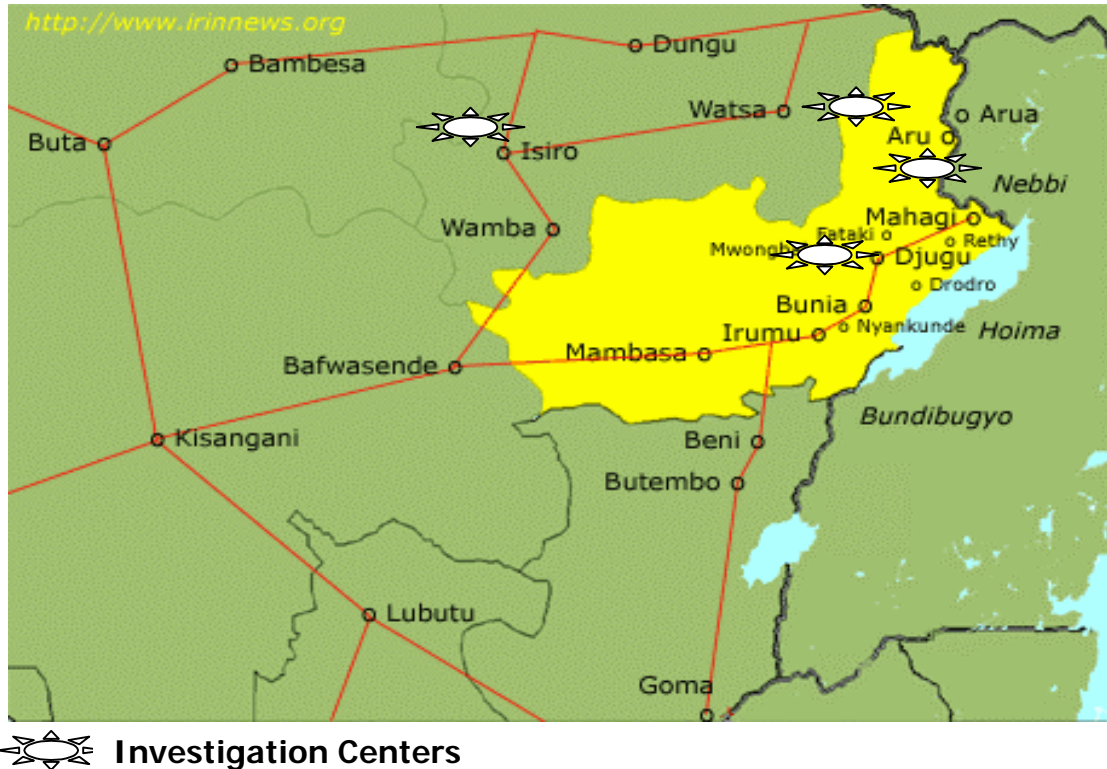 http://www.irinnews.org
Dungu
Bambesa
Watsa
Arua
Buta
Isiro
Aru
Nebbi
Mahagi
Wamba
Fataki
Rethy
Djugu
Drodro
Bunia
Nyankunde
Irumu
Hoima
Mambasa
Bafwasende
Bundibugyo
Kisangani
Beni
Butembo
Lubutu
Goma
Investigation Centers